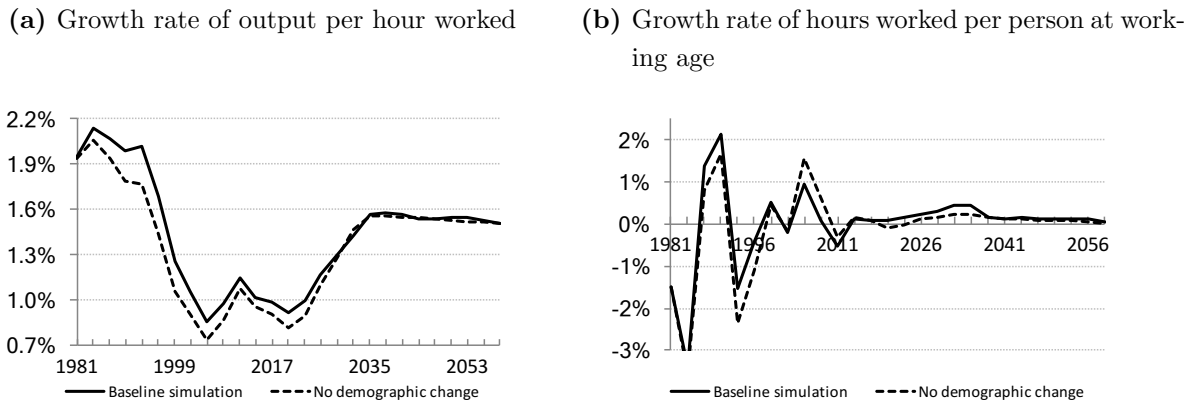 (a) Growth rate of output per hour worked
2.2%
1.9%
1.6%
1.3%
1.0%
0.7%
1981 1999 2017 2035 2053
Baseline simulation No demographic change
(b) Growth rate of hours worked per person at work-
ing age
2%
1%
0%
1981 1996 2011 2026 2041 2056
-1%
-2%
-3%
Baseline simulation No demographic change